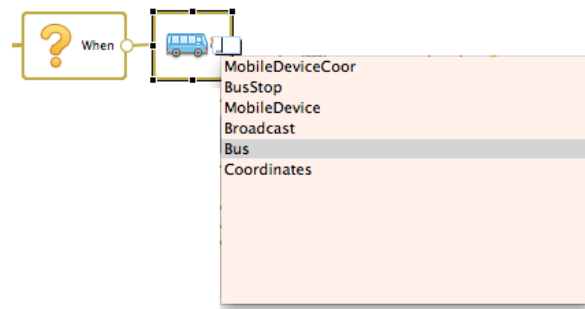 When
MobileDeviceCoor
BusStop
MobileDevice
Broadcast
Bus
Coordinates